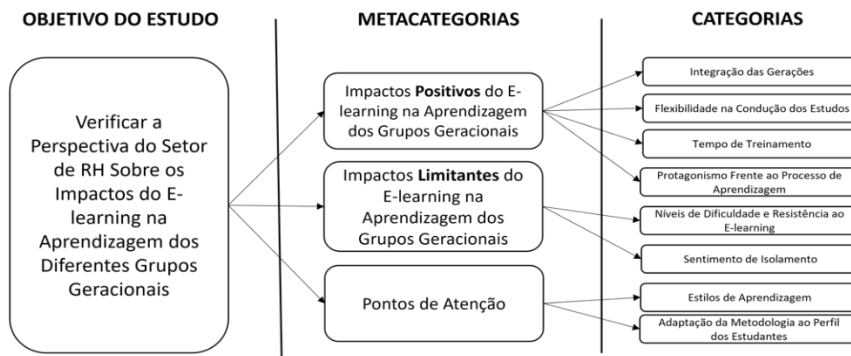 OBJETIVO DO ESTUDO
METACATEGORIAS
CATEGORIAS
Verificar a
Perspectiva do Setor
de RH Sobre os
Impactos do E-
learning na
Aprendizagem dos
Diferentes Grupos
Geracionais
Impactos Positivos do E-
learning na Aprendizagem
dos Grupos Geracionais
Impactos Limitantes do
E-learning na
Aprendizagem dos
Grupos Geracionais
Pontos de Atenção
Integração das Gerações
Flexibilidade na Condução dos Estudos
Tempo de Treinamento
Protagonismo Frente ao Processo de
Aprendizagem
Níveis de Dificuldade e Resistência ao
E-learning
Sentimento de Isolamento
Estilos de Aprendizagem
Adaptação da Metodologia ao Perfil
dos Estudantes